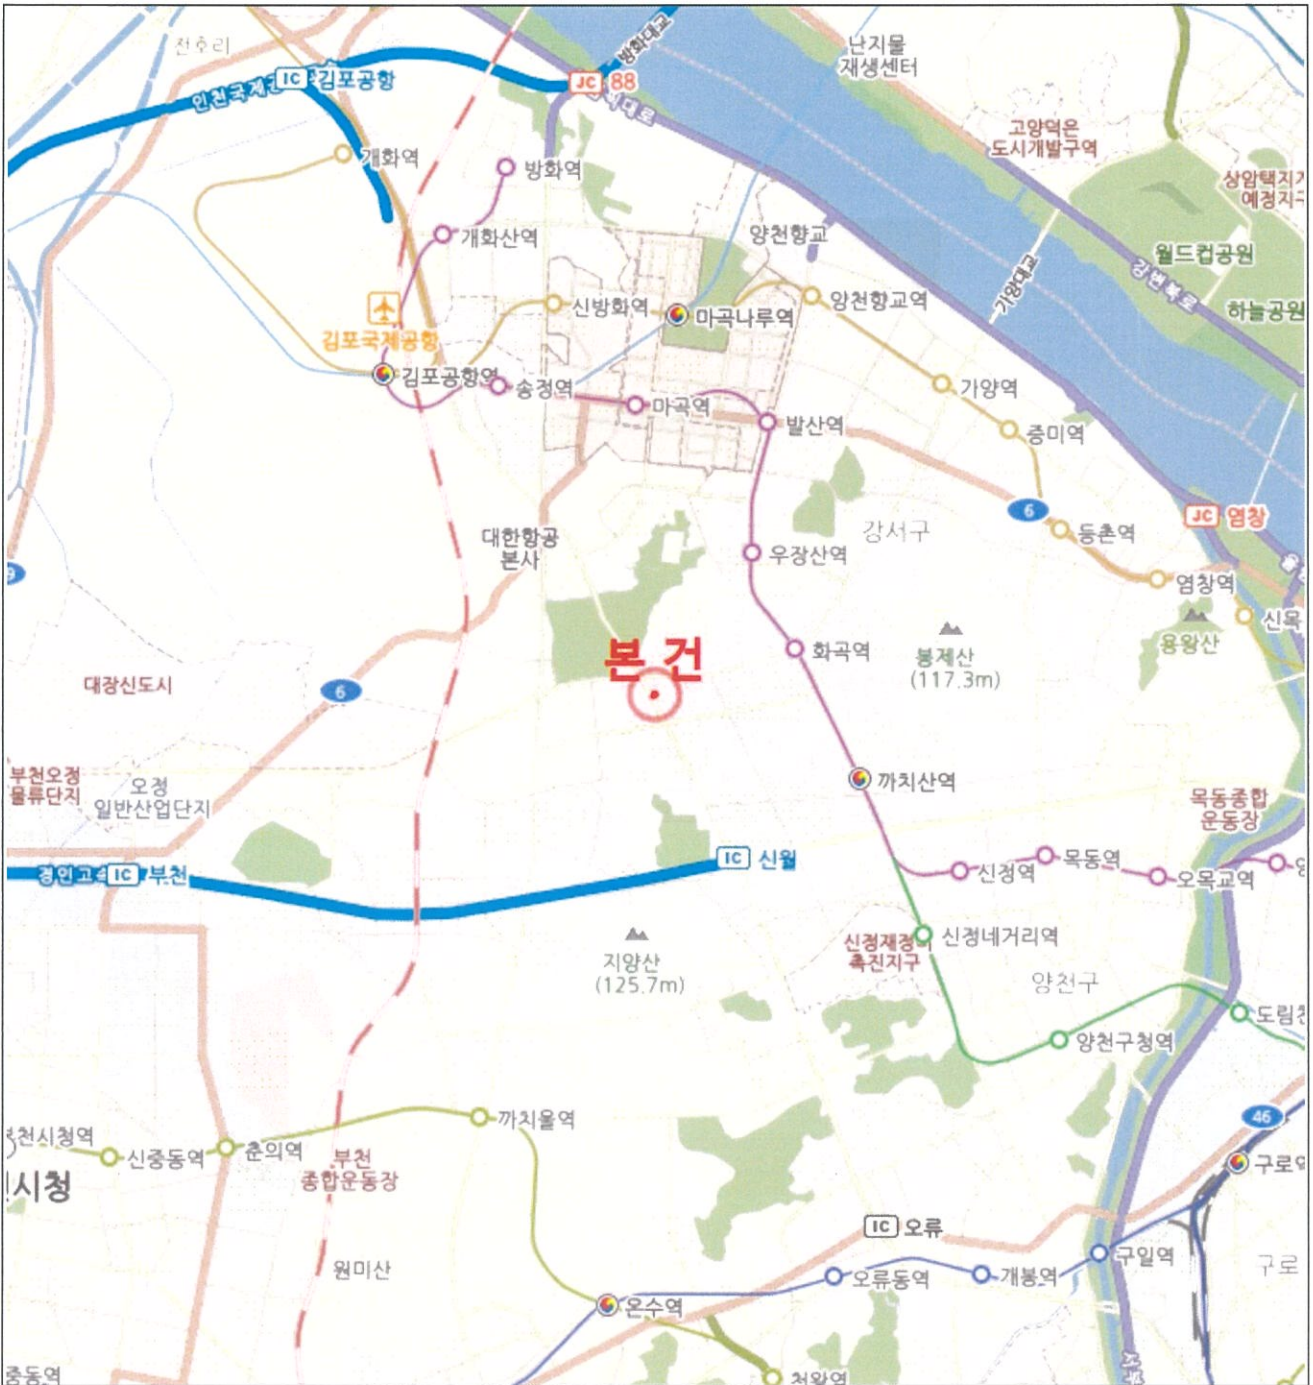 전호리
방화대교
난지물
재생센터
인천국제공
IC 김포공항
JC 88
대로
고양덕은
도시개발구역
개화역
방화역
상암택지
예정지구
개화산역
양천향교
월드컵공원
가양대교
강변북로
하늘공원
신방화역
마곡나루역
양천향교역
김포국제공항
김포공항역
송정역
마곡역
발산역
가양역
증미역
6
JC 염창
대한항공
본사
강서구
등촌역
우장산역
염창역
신목
용왕산
본 건
화곡역
봉제산
(117.3m)
대장신도시
6
부천오정
물류단지
오정
일반산업단지
까치산역
목동종합
운동장
경인고속
IC 부천
IC 신월
신정역
목동역
오목교역
지양산
(125.7m)
신정재정비
촉진지구
신정네거리역
양천구
도림천
양천구청역
까치울역
46
부천시청역
신중동역
춘의역
부천
종합운동장
구로역
시청
IC 오류
원미산
오류동역
개봉역
구일역
구로
온수역
중동역
천왕역